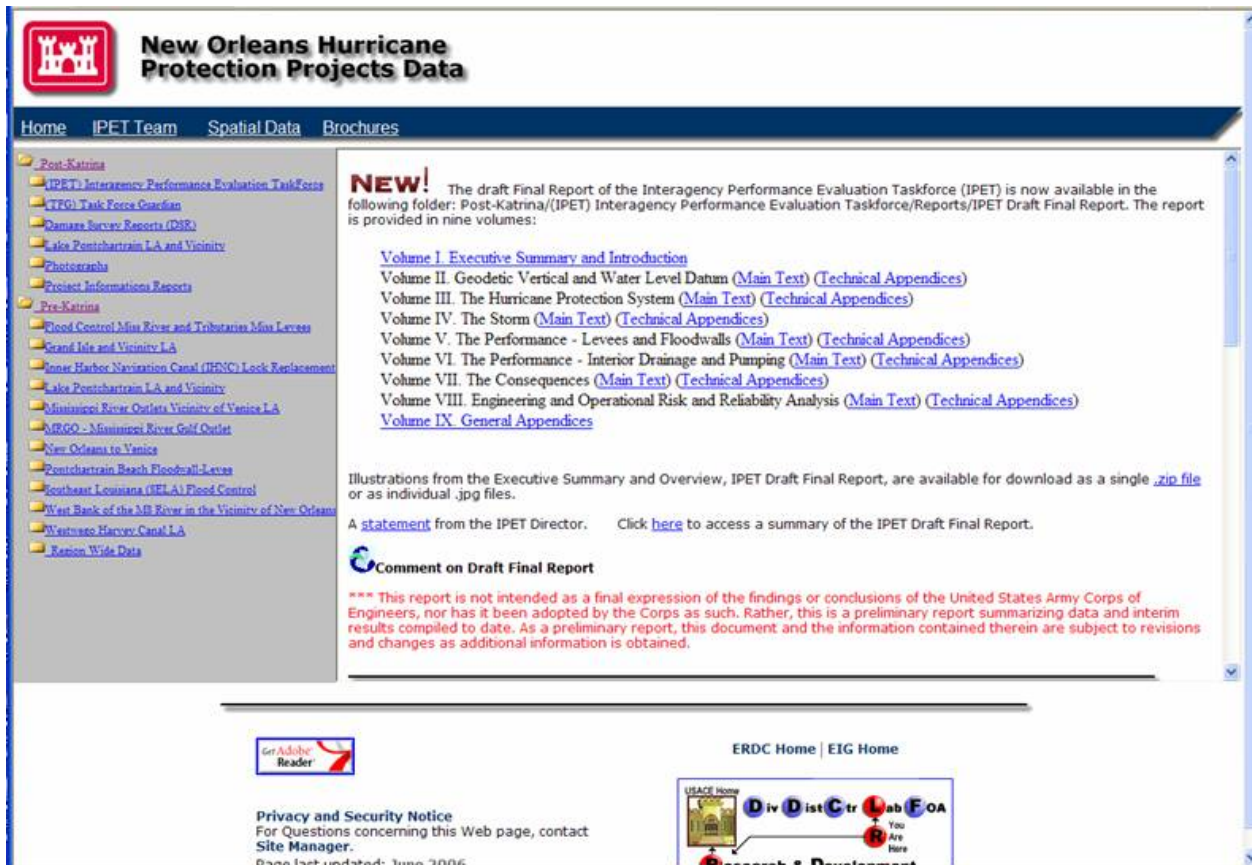 New Orleans Hurricane
Protection Projects Data
Home IPET Team Spatial Data Brochures
Post-Katrina
(IPET) Interagency Performance Evaluation TaskForce
(TFG) Task Force Guardian
Damage Survey Reports (DSR)
Lake Pontchartrain LA and Vicinity
Photographs
Project Informations Reports
Pre-Katrina
Flood Control Miss River and Tributaries Miss Levees
Grand Isle and Vicinity LA
Inner Harbor Navigation Canal (IHNC) Lock Replacement
Lake Pontchartrain LA and Vicinity
Mississippi River Outlets Vicinity of Venice LA
MRGO - Mississippi River Gulf Outlet
New Orleans to Venice
Pontchartrain Beach Floodwall-Levee
Southeast Louisiana (SELA) Flood Control
West Bank of the MS River in the Vicinity of New Orleans
Westwego Harvey Canal LA
Region Wide Data
NEW! The draft Final Report of the Interagency Performance Evaluation Taskforce (IPET) is now available in the
following folder: Post-Katrina/(IPET) Interagency Performance Evaluation Taskforce/Reports/IPET Draft Final Report. The report
is provided in nine volumes:
Volume I. Executive Summary and Introduction
Volume II. Geodetic Vertical and Water Level Datum (Main Text) (Technical Appendices)
Volume III. The Hurricane Protection System (Main Text) (Technical Appendices)
Volume IV. The Storm (Main Text) (Technical Appendices)
Volume V. The Performance - Levees and Floodwalls (Main Text) (Technical Appendices)
Volume VI. The Performance - Interior Drainage and Pumping (Main Text) (Technical Appendices)
Volume VII. The Consequences (Main Text) (Technical Appendices)
Volume VIII. Engineering and Operational Risk and Reliability Analysis (Main Text) (Technical Appendices)
Volume IX. General Appendices
Illustrations from the Executive Summary and Overview, IPET Draft Final Report, are available for download as a single .zip file
or as individual .jpg files.
A statement from the IPET Director. Click here to access a summary of the IPET Draft Final Report.
Comment on Draft Final Report
*** This report is not intended as a final expression of the findings or conclusions of the United States Army Corps of
Engineers, nor has it been adopted by the Corps as such. Rather, this is a preliminary report summarizing data and interim
results compiled to date. As a preliminary report, this document and the information contained therein are subject to revisions
and changes as additional information is obtained.
Get Adobe
Reader
Privacy and Security Notice
For Questions concerning this Web page, contact
Site Manager.
Page last updated: June 2006
ERDC Home | EIG Home
USACE Home
Div Dist Ctr Lab FOA
You
Are
Here
R
Research & Development